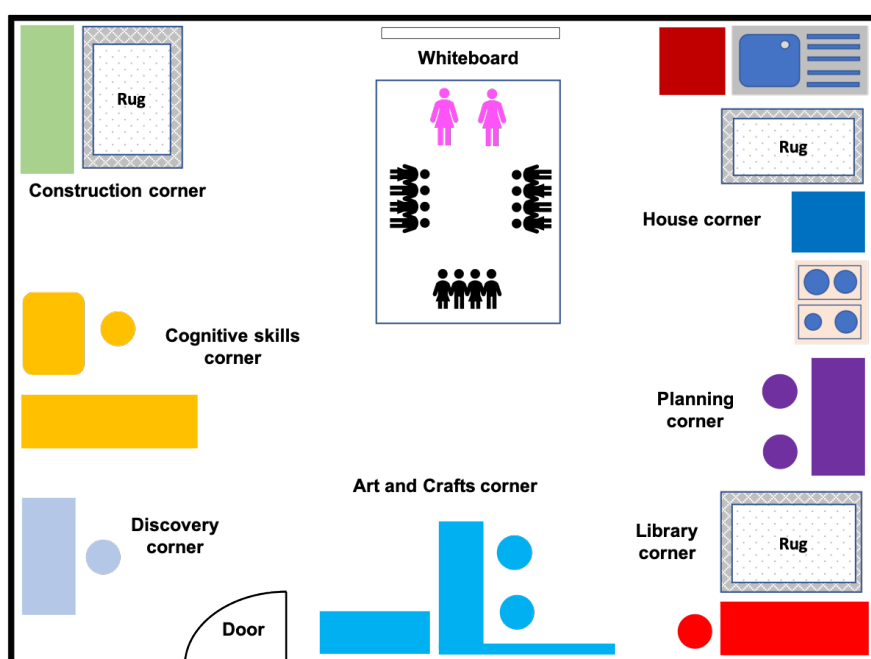 Whiteboard
Rug
Rug
Construction corner
House corner
Cognitive skills
corner
Planning
corner
Art and Crafts corner
Discovery
corner
Library
corner
Rug
Door